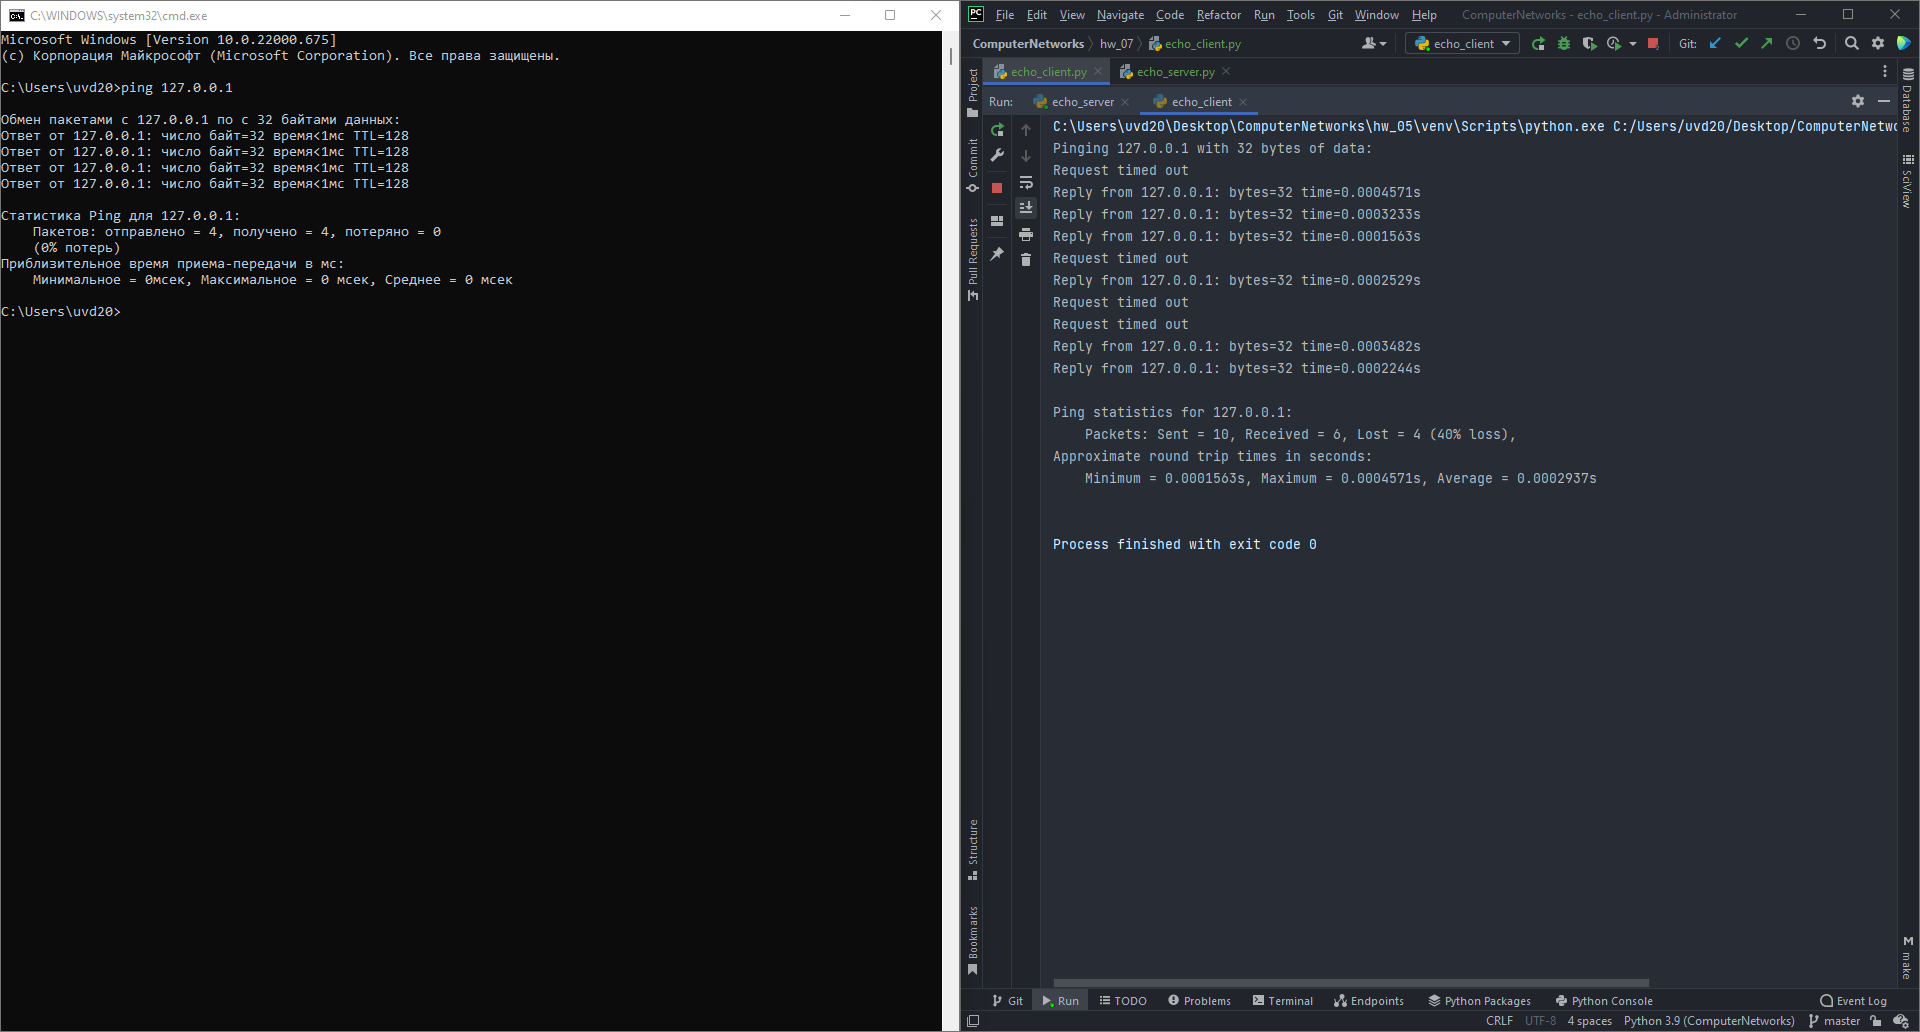 C:\WINDOWS\system32\cmd.exe
Microsoft Windows [Version 10.0.22000.675]
(c) Корпорация Майкрософт (Microsoft Corporation). Все права защищены.
C:\Users\uvd20>ping 127.0.0.1
Обмен пакетами с 127.0.0.1 по с 32 байтами данных:
Ответ от 127.0.0.1: число байт=32 время<1мс TTL=128
Ответ от 127.0.0.1: число байт=32 время<1мс TTL=128
Ответ от 127.0.0.1: число байт=32 время<1мс TTL=128
Ответ от 127.0.0.1: число байт=32 время<1мс TTL=128
Статистика Ping для 127.0.0.1:
Пакетов: отправлено = 4, получено = 4, потеряно = 0
(0% потерь)
Приблизительное время приема-передачи в мс:
Минимальное = 0мсек, Максимальное = 0 мсек, Среднее = 0 мсек
C:\Users\uvd20>
PC File Edit View Navigate Code Refactor Run Tools Git Window Help ComputerNetworks - echo_client.py - Administrator
ComputerNetworks hw_07 echo_client.py echo_client Git:
echo_client.py echo_server.py
Run: echo_server echo_client
C:\Users\uvd20\Desktop\ComputerNetworks\hw_05\venv\Scripts\python.exe C:/Users/uvd20/Desktop/ComputerNetwo
Pinging 127.0.0.1 with 32 bytes of data:
Request timed out
Reply from 127.0.0.1: bytes=32 time=0.0004571s
Reply from 127.0.0.1: bytes=32 time=0.0003233s
Reply from 127.0.0.1: bytes=32 time=0.0001563s
Request timed out
Reply from 127.0.0.1: bytes=32 time=0.0002529s
Request timed out
Request timed out
Reply from 127.0.0.1: bytes=32 time=0.0003482s
Reply from 127.0.0.1: bytes=32 time=0.0002244s
Ping statistics for 127.0.0.1:
Packets: Sent = 10, Received = 6, Lost = 4 (40% loss),
Approximate round trip times in seconds:
Minimum = 0.0001563s, Maximum = 0.0004571s, Average = 0.0002937s
Process finished with exit code 0
Project
Commit
Pull Requests
Structure
Bookmarks
Database
SciView
M make
Git Run TODO Problems Terminal Endpoints Python Packages Python Console Event Log
CRLF UTF-8 4 spaces Python 3.9 (ComputerNetworks) master